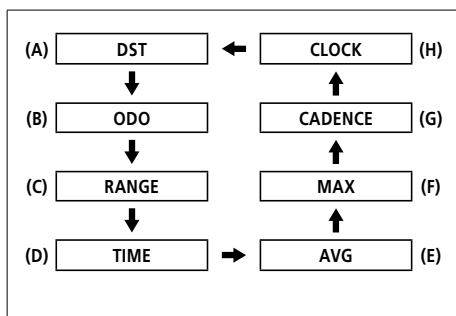 (A) DST CLOCK (H)
(B) ODO CADENCE (G)
(C) RANGE MAX (F)
(D) TIME AVG (E)